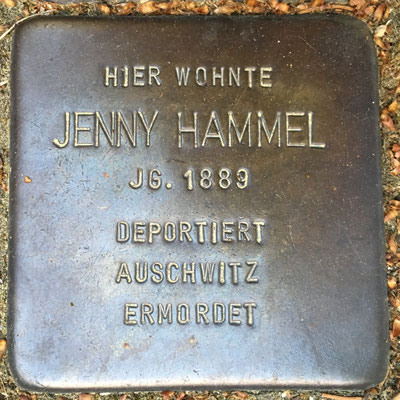 HIER WOHNTE
JENNY HAMMEL
JG. 1889
DEPORTIERT
AUSCHWITZ
ERMORDET